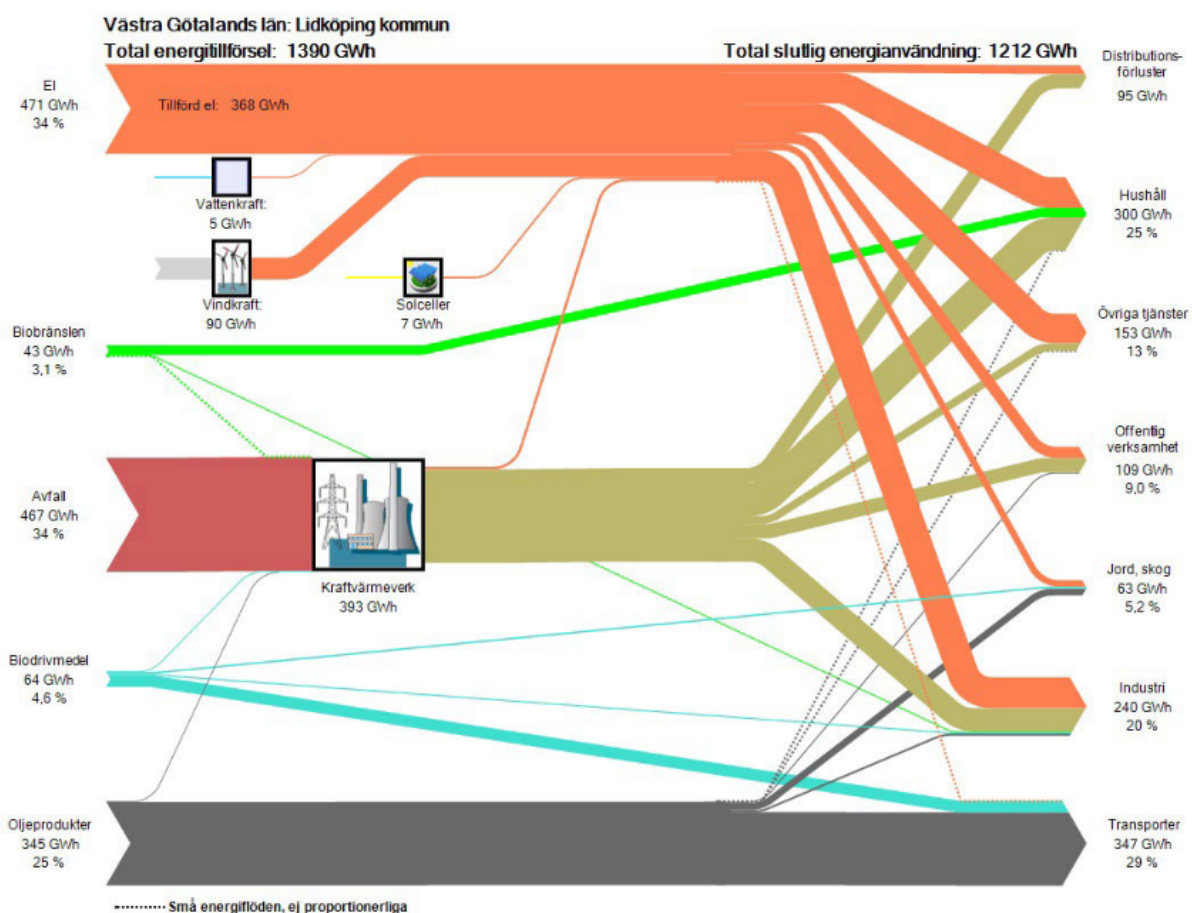 Västra Götalands län: Lidköping kommun
Total energitillförsel: 1390 GWh
Total slutlig energianvändning: 1212 GWh
El
471 GWh
34 %
Tillförd el: 368 GWh
Vattenkraft:
5 GWh
Vindkraft:
90 GWh
Solceller
7 GWh
Biobränslen
43 GWh
3,1 %
Avfall
467 GWh
34 %
Kraftvärmeverk
393 GWh
Biodrivmedel
64 GWh
4,6 %
Oljeprodukter
345 GWh
25 %
Distributions-
förluster
95 GWh
Hushåll
300 GWh
25 %
Övriga tjänster
153 GWh
13 %
Offentlig
verksamhet
109 GWh
9,0 %
Jord, skog
63 GWh
5,2 %
Industri
240 GWh
20 %
Transporter
347 GWh
29 %
Små energiflöden, ej proportionerliga